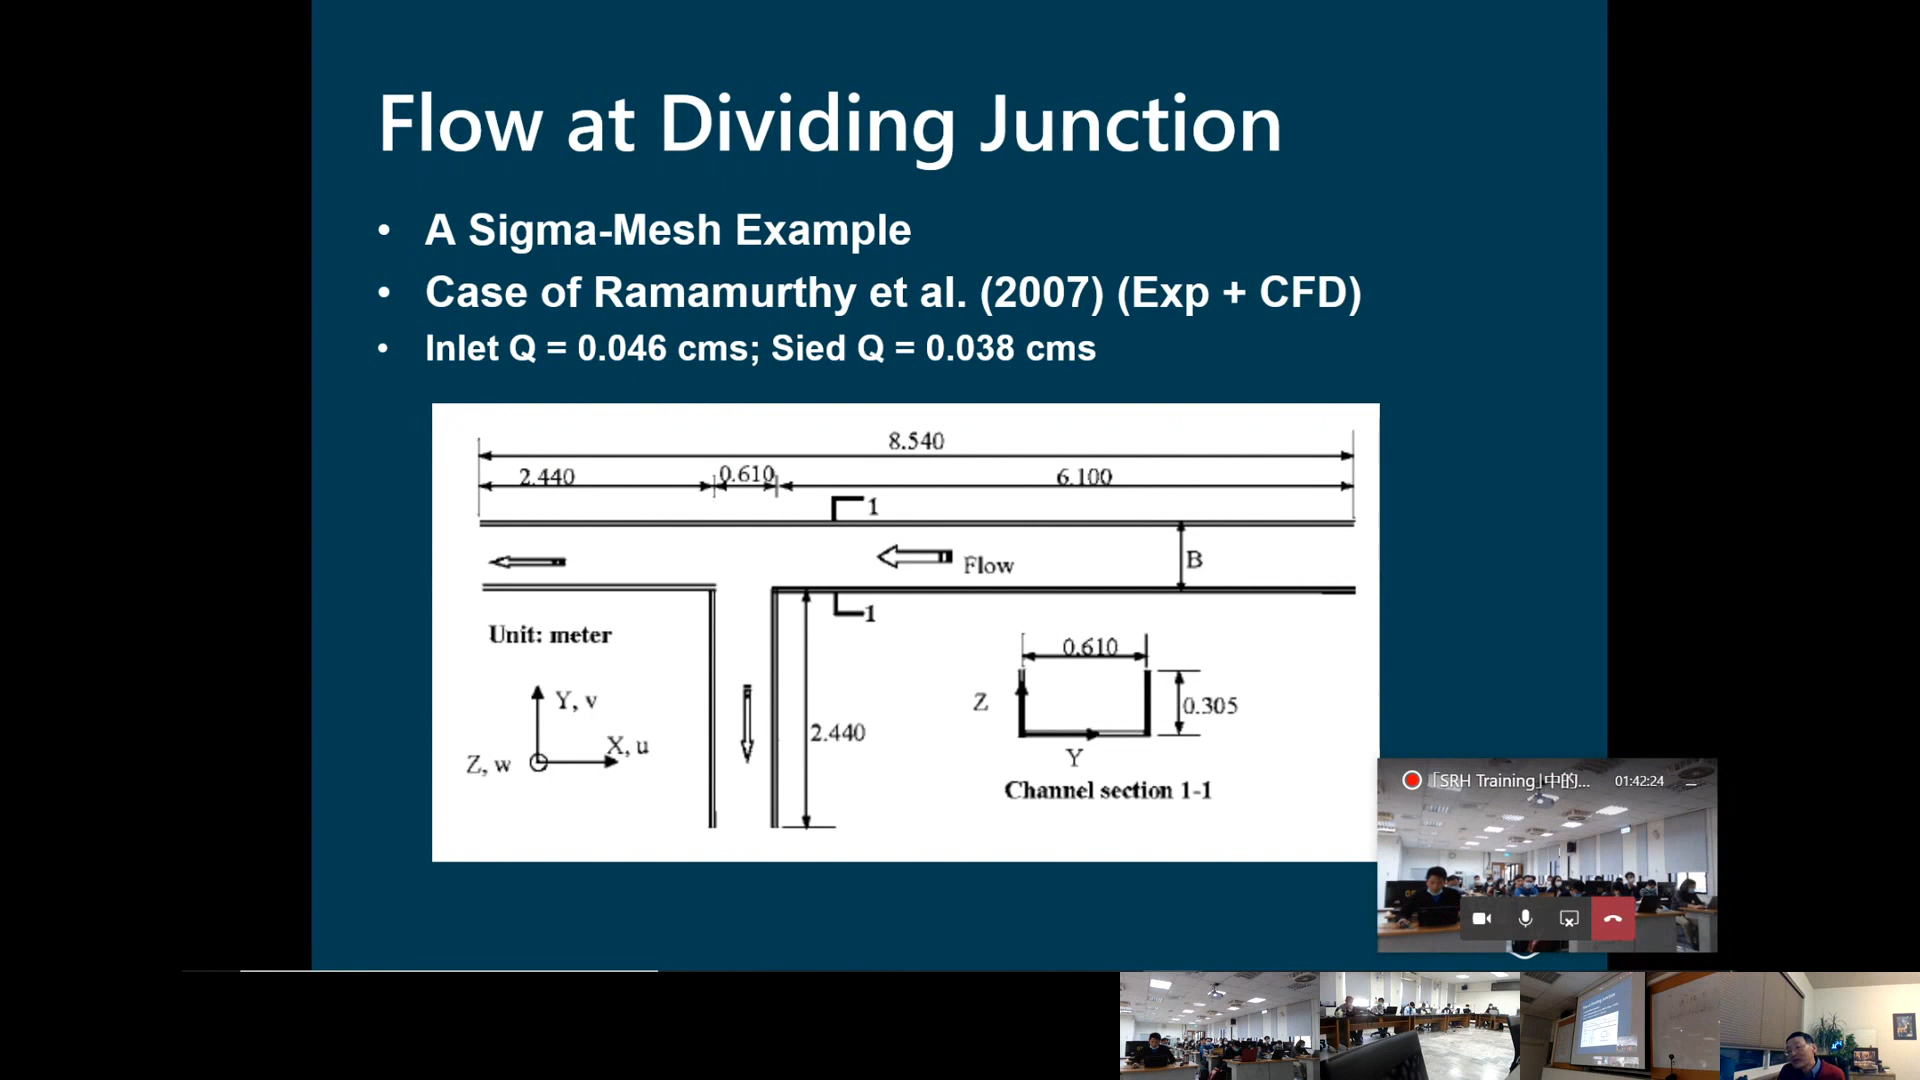 Flow at Dividing Junction
• A Sigma-Mesh Example
• Case of Ramamurthy et al. (2007) (Exp + CFD)
• Inlet Q = 0.046 cms; Sied Q = 0.038 cms
8.540
2.440 0.610 6.100
1
Flow
B
1
Unit: meter
0.610
Y, v
Z
0.305
2.440
X, u
Z, w
Y
Channel section 1-1
「SRH Training」中的... 01:42:24